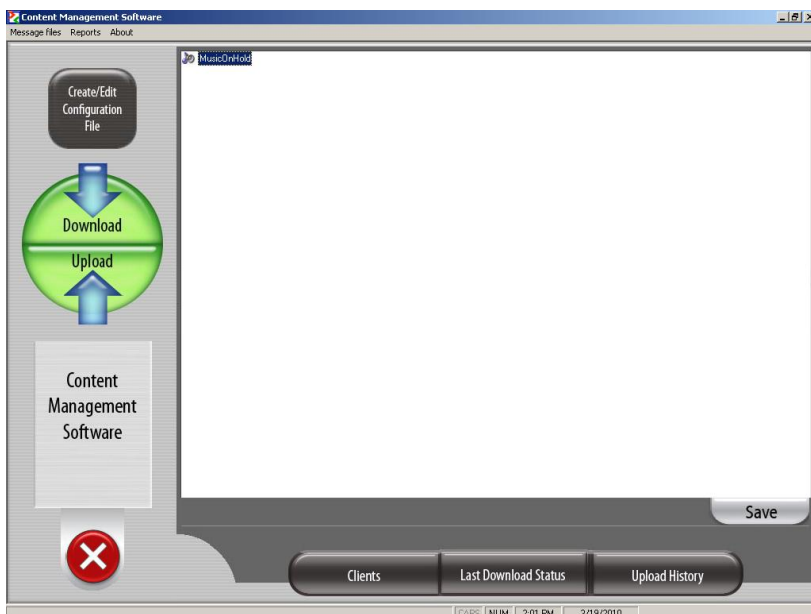 Content Management Software
Message files Reports About
MusicOnHold
Create/Edit
Configuration
File
Download
Upload
Content
Management
Software
Save
Clients Last Download Status Upload History
CAPS NUM 2:01 PM 3/19/2010